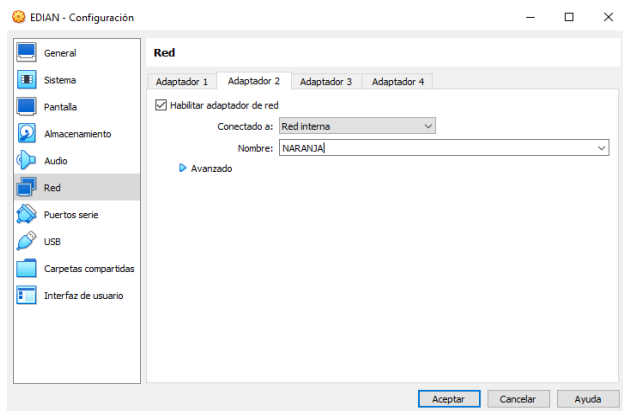 EDIAN - Configuración
General
Sistema
Pantalla
Almacenamiento
Audio
Red
Puertos serie
USB
Carpetas compartidas
Interfaz de usuario
Red
Adaptador 1 Adaptador 2 Adaptador 3 Adaptador 4
Habilitar adaptador de red
Conectado a: Red interna
Nombre: NARANJA
Avanzado
Aceptar Cancelar Ayuda